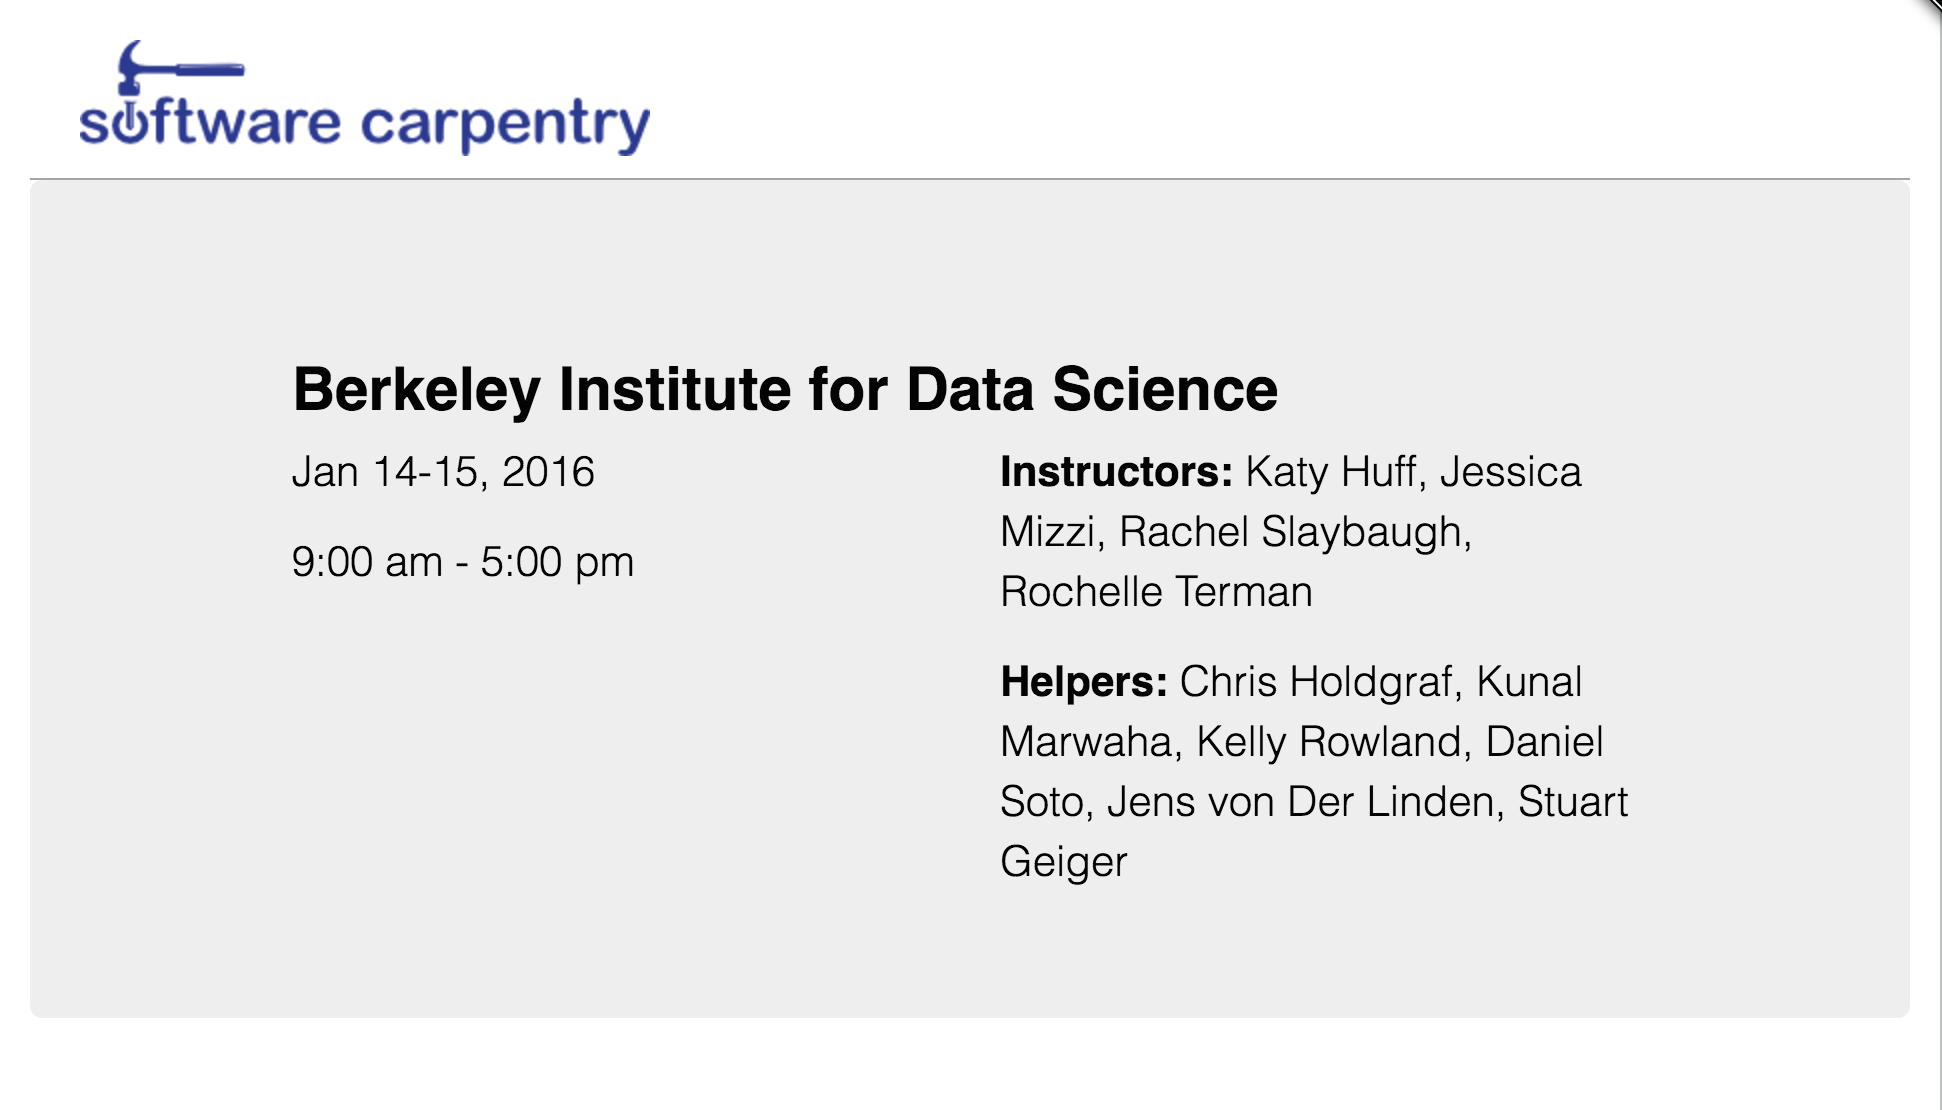 software carpentry
Berkeley Institute for Data Science
Jan 14-15, 2016
9:00 am - 5:00 pm
Instructors: Katy Huff, Jessica
Mizzi, Rachel Slaybaugh,
Rochelle Terman
Helpers: Chris Holdgraf, Kunal
Marwaha, Kelly Rowland, Daniel
Soto, Jens von Der Linden, Stuart
Geiger